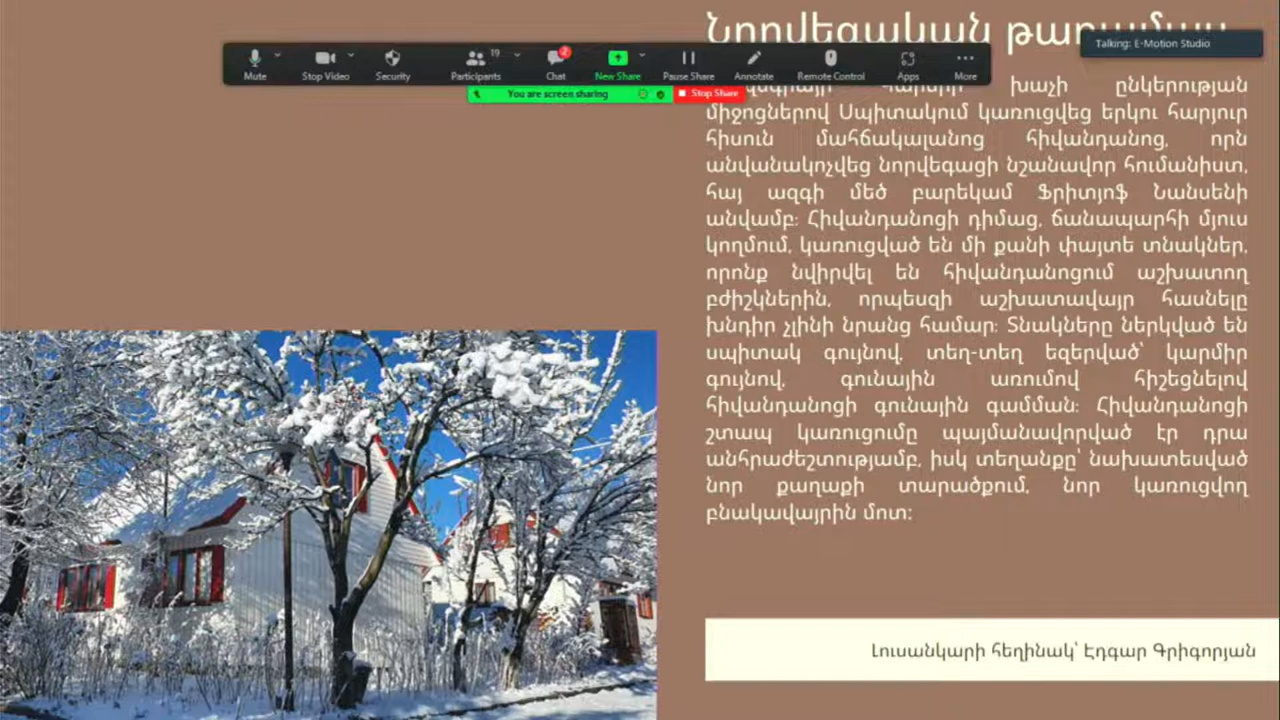 Նորվեգական
Talking: E-Motion Studio
19
2
Mute
Stop Video
Security
Participants
Chat
New Share
Pause Share
Annotate
Remote Control
Apps
More
You are screen sharing
Stop Share
խաչի ընկերության
միջոցներով Սպիտակում կառուցվեց երկու հարյուր
հիսուն մահճակալանոց հիվանդանոց, որն
անվանակոչվեց նորվեգացի նշանավոր հումանիստ,
հայ ազգի մեծ բարեկամ Ֆրիտյոֆ Նանսենի
անվամբ: Հիվանդանոցի դիմաց, ճանապարհի մյուս
կողմում, կառուցված են մի քանի փայտե տնակներ,
որոնք նվիրվել են հիվանդանոցում աշխատող
բժիշկներին, որպեսզի աշխատավայր հասնելը
խնդիր չլինի նրանց համար: Տնակները ներկված են
սպիտակ գույնով, տեղ-տեղ եզերված՝ կարմիր
գույնով, գունային առումով հիշեցնելով
հիվանդանոցի գունային գամման: Հիվանդանոցի
շտապ կառուցումը պայմանավորված էր դրա
անհրաժեշտությամբ, իսկ տեղանքը՝ նախատեսված
նոր քաղաքի տարածքում, նոր կառուցվող
բնակավայրին մոտ:
Լուսանկարի հեղինակ՝ Էդգար Գրիգորյան